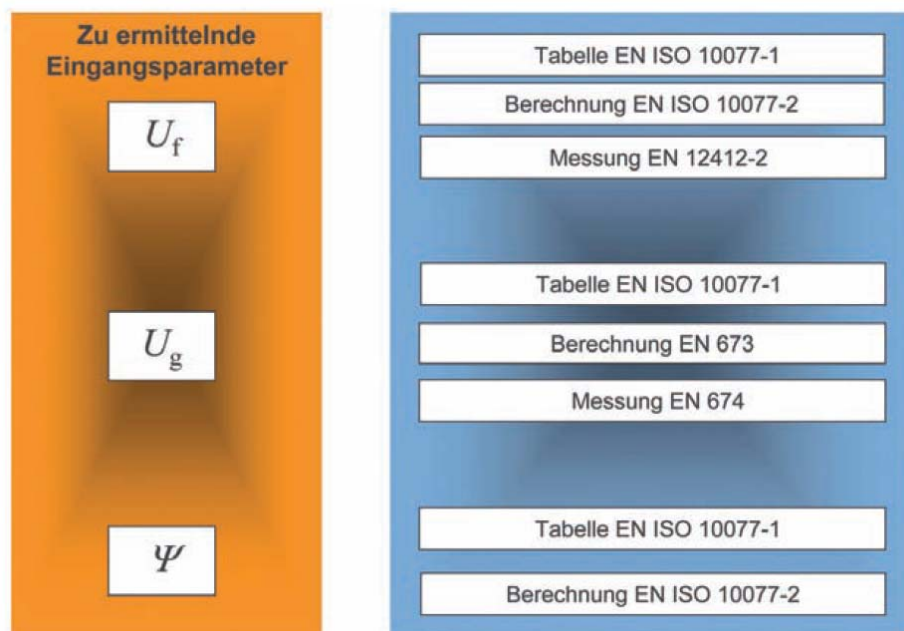 Zu ermittelnde
Eingangsparameter
U_f
Tabelle EN ISO 10077-1
Berechnung EN ISO 10077-2
Messung EN 12412-2
U_g
Tabelle EN ISO 10077-1
Berechnung EN 673
Messung EN 674
Ψ
Tabelle EN ISO 10077-1
Berechnung EN ISO 10077-2